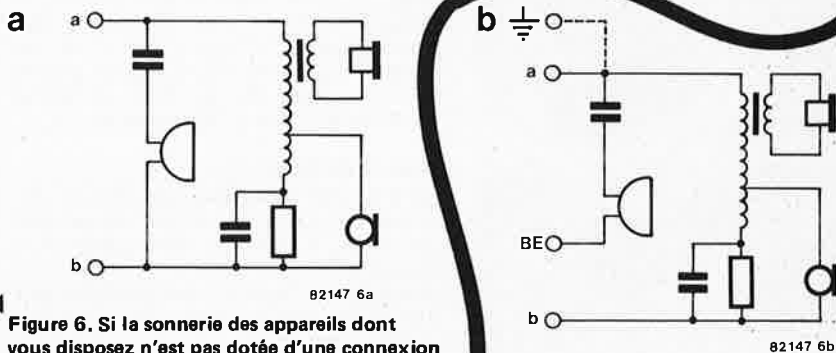 a
a
b
82147 6a
Figure 6. Si la sonnerie des appareils dont
vous disposez n'est pas dotée d'une connexion
b
a
BE
b
82147 6b